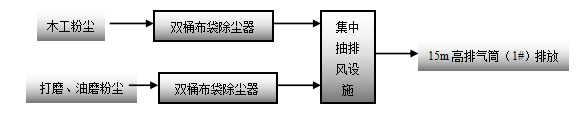 木工粉尘
双桶布袋除尘器
集中
抽排
风设
施
15m 高排气筒（1#）排放
打磨、油磨粉尘
双桶布袋除尘器